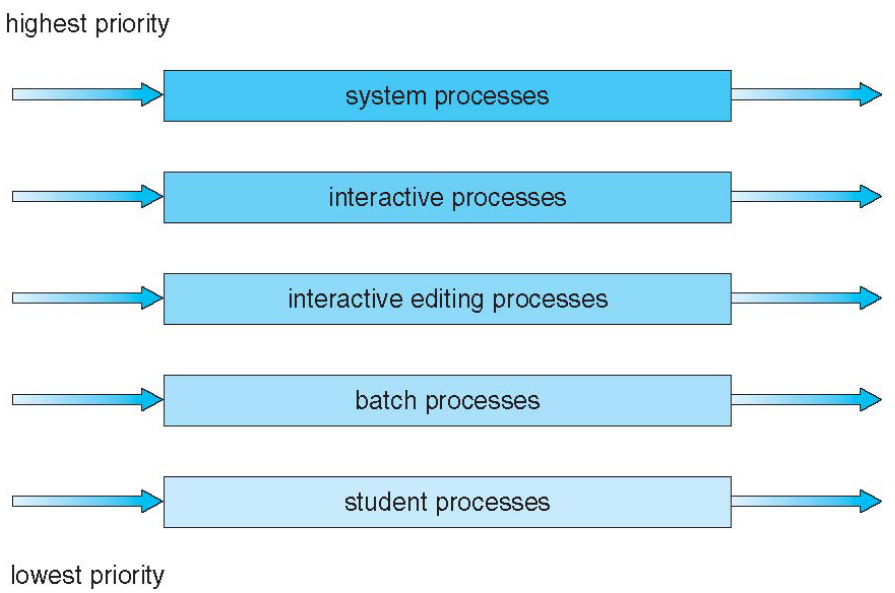 highest priority
system processes
interactive processes
interactive editing processes
batch processes
student processes
lowest priority